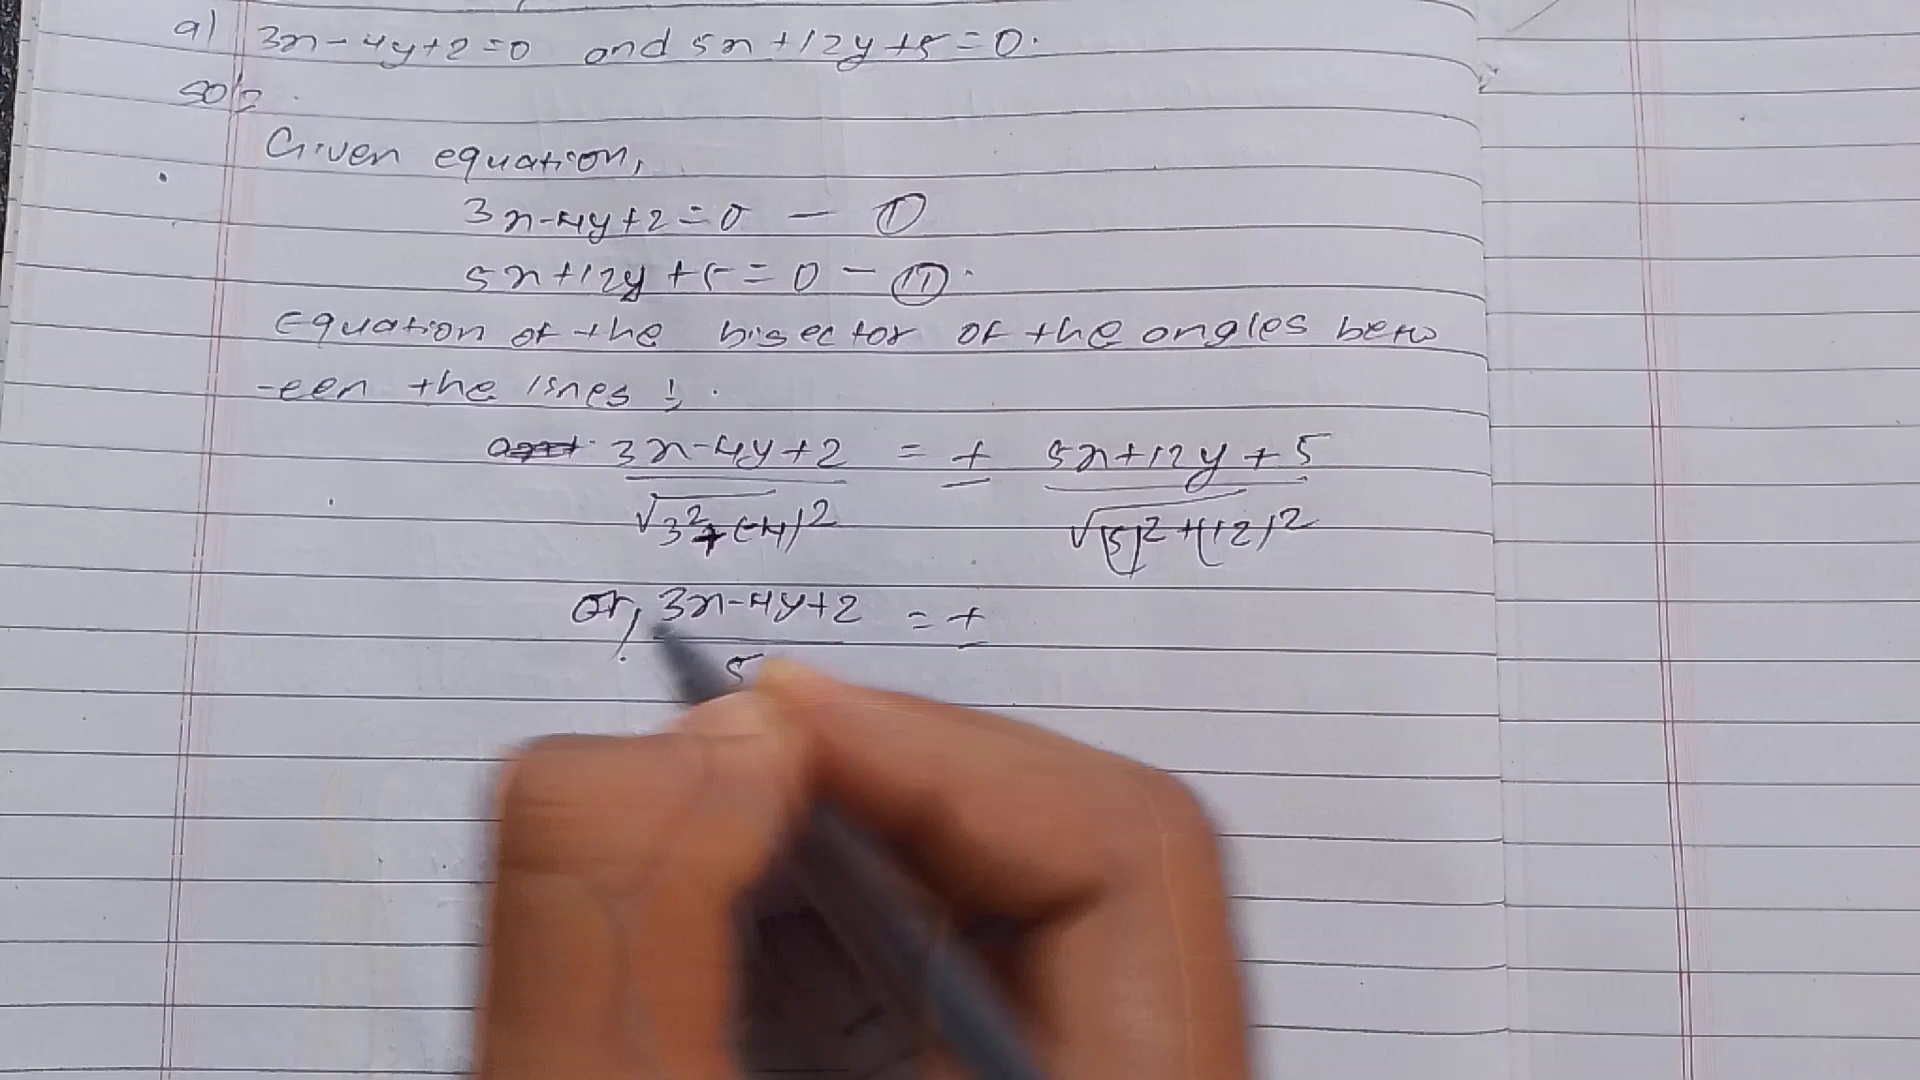 a) 3x-4y+2=0 and 5x+12y+5=0.
Sol?
Given equation,
3x-4y+2=0 - (I)
5x+12y+5=0 - (II).
Equation of the bisector of the angles betw
-een the lines ;.
3x-4y+2 = ± 5x+12y+5
√3²+(-4)² √(5)²+(12)²
or, 3x-4y+2 = ±
5